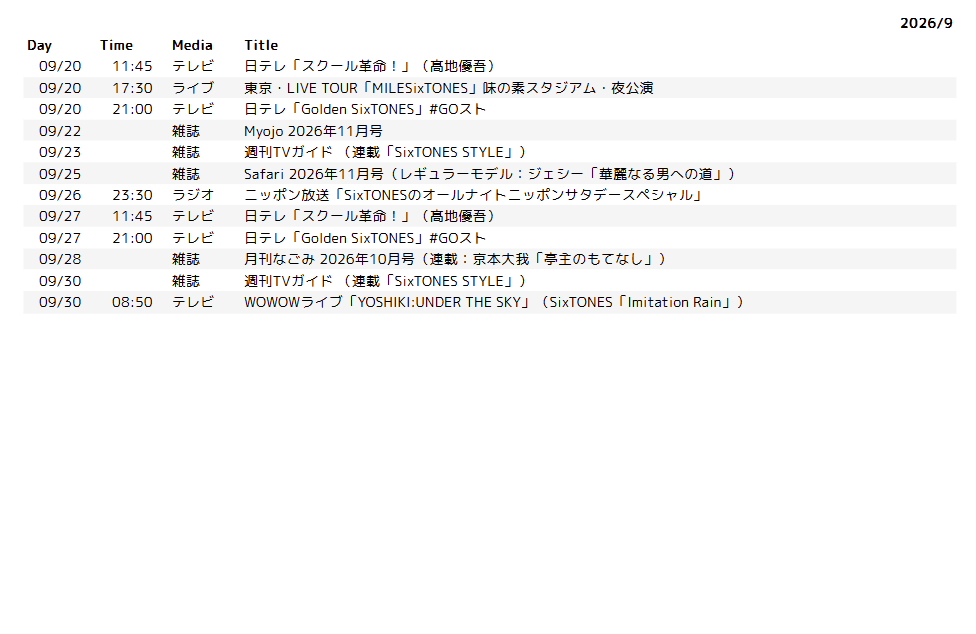 2026/9
Day Time Media Title
09/20 11:45 テレビ 日テレ「スクール革命！」（髙地優吾）
09/20 17:30 ライブ 東京・LIVE TOUR「MILESixTONES」味の素スタジアム・夜公演
09/20 21:00 テレビ 日テレ「Golden SixTONES」#GOスト
09/22 雑誌 Myojo 2026年11月号
09/23 雑誌 週刊TVガイド （連載「SixTONES STYLE」）
09/25 雑誌 Safari 2026年11月号（レギュラーモデル：ジェシー「華麗なる男への道」）
09/26 23:30 ラジオ ニッポン放送「SixTONESのオールナイトニッポンサタデースペシャル」
09/27 11:45 テレビ 日テレ「スクール革命！」（髙地優吾）
09/27 21:00 テレビ 日テレ「Golden SixTONES」#GOスト
09/28 雑誌 月刊なごみ 2026年10月号（連載：京本大我「亭主のもてなし」）
09/30 雑誌 週刊TVガイド （連載「SixTONES STYLE」）
09/30 08:50 テレビ WOWOWライブ「YOSHIKI:UNDER THE SKY」（SixTONES「Imitation Rain」）